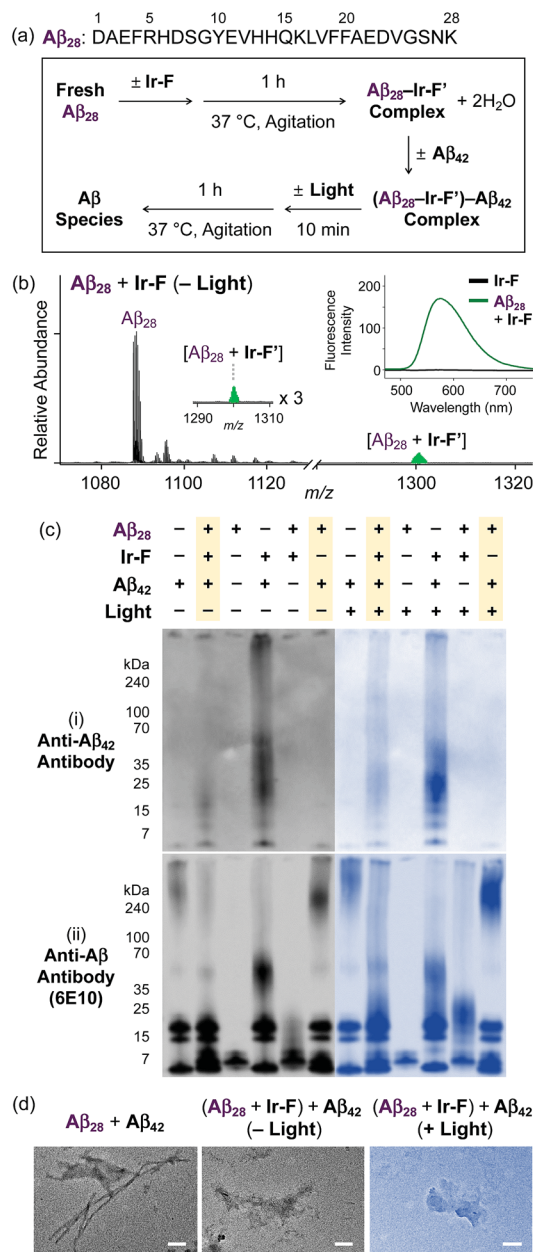 1 5 10 15 20 28
(a) Aβ28: DAEFRHDSGYEVHHQKLVFFAEDVGSNK
Fresh Aβ28
± Ir-F
1 h
37 °C, Agitation
Aβ28–Ir-F' Complex + 2H2O
± Aβ42
(Aβ28–Ir-F')–Aβ42 Complex
± Light
10 min
1 h
37 °C, Agitation
Aβ Species
(b) Aβ28 + Ir-F (– Light)
Relative Abundance
Aβ28
[Aβ28 + Ir-F']
x 3
1290 1310
m/z
Fluorescence Intensity
200
100
0
Ir-F
Aβ28 + Ir-F
500 600 700
Wavelength (nm)
[Aβ28 + Ir-F']
1080 1100 1120 1300 1320
m/z
(c)
Aβ28 – + + – + + – + + – + +
Ir-F – + – + + – – + – + + –
Aβ42 + + – + – + + + – + – +
Light – – – – – – + + + + + +
(i)
Anti-Aβ42
Antibody
kDa
240
100
70
35
25
15
7
(ii)
Anti-Aβ
Antibody
(6E10)
kDa
240
100
70
35
25
15
7
(d)
Aβ28 + Aβ42
(Aβ28 + Ir-F) + Aβ42
(– Light)
(Aβ28 + Ir-F) + Aβ42
(+ Light)